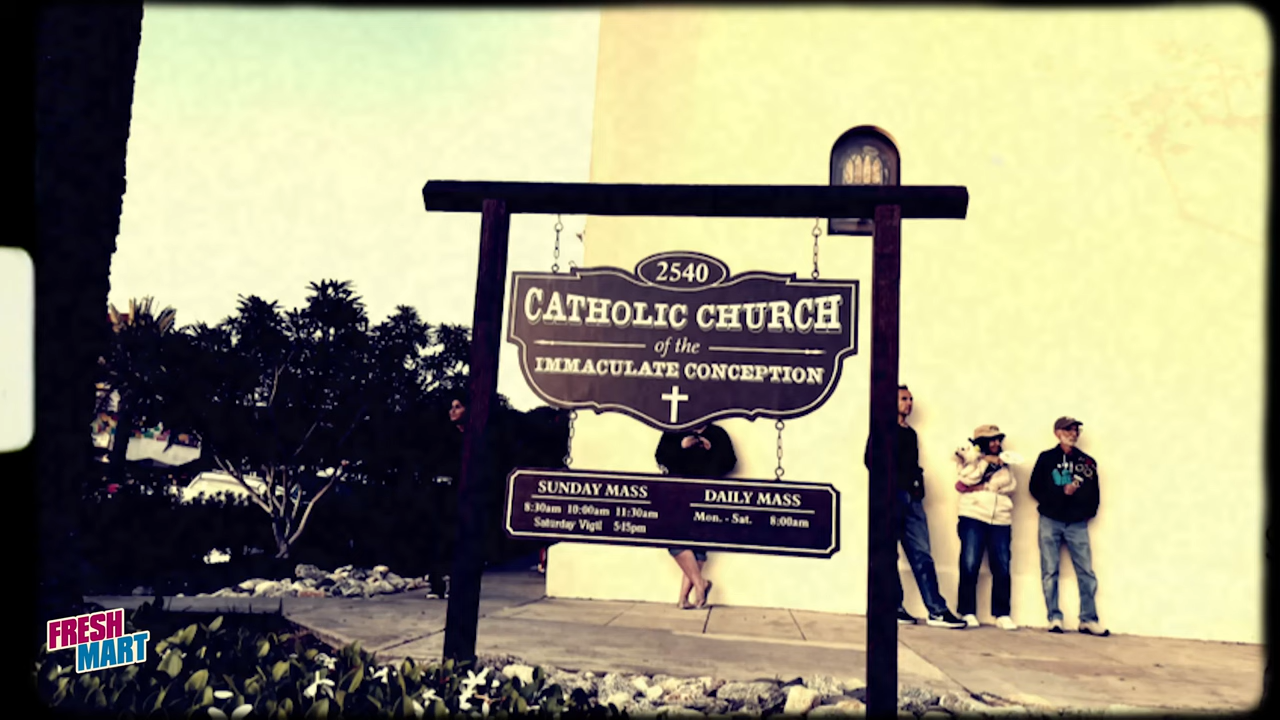 2540
CATHOLIC CHURCH
of the
IMMACULATE CONCEPTION
SUNDAY MASS
8:30am 10:00am 11:30am
Saturday Vigil 5:15pm
DAILY MASS
Mon. - Sat. 8:00am
FRESH
MART